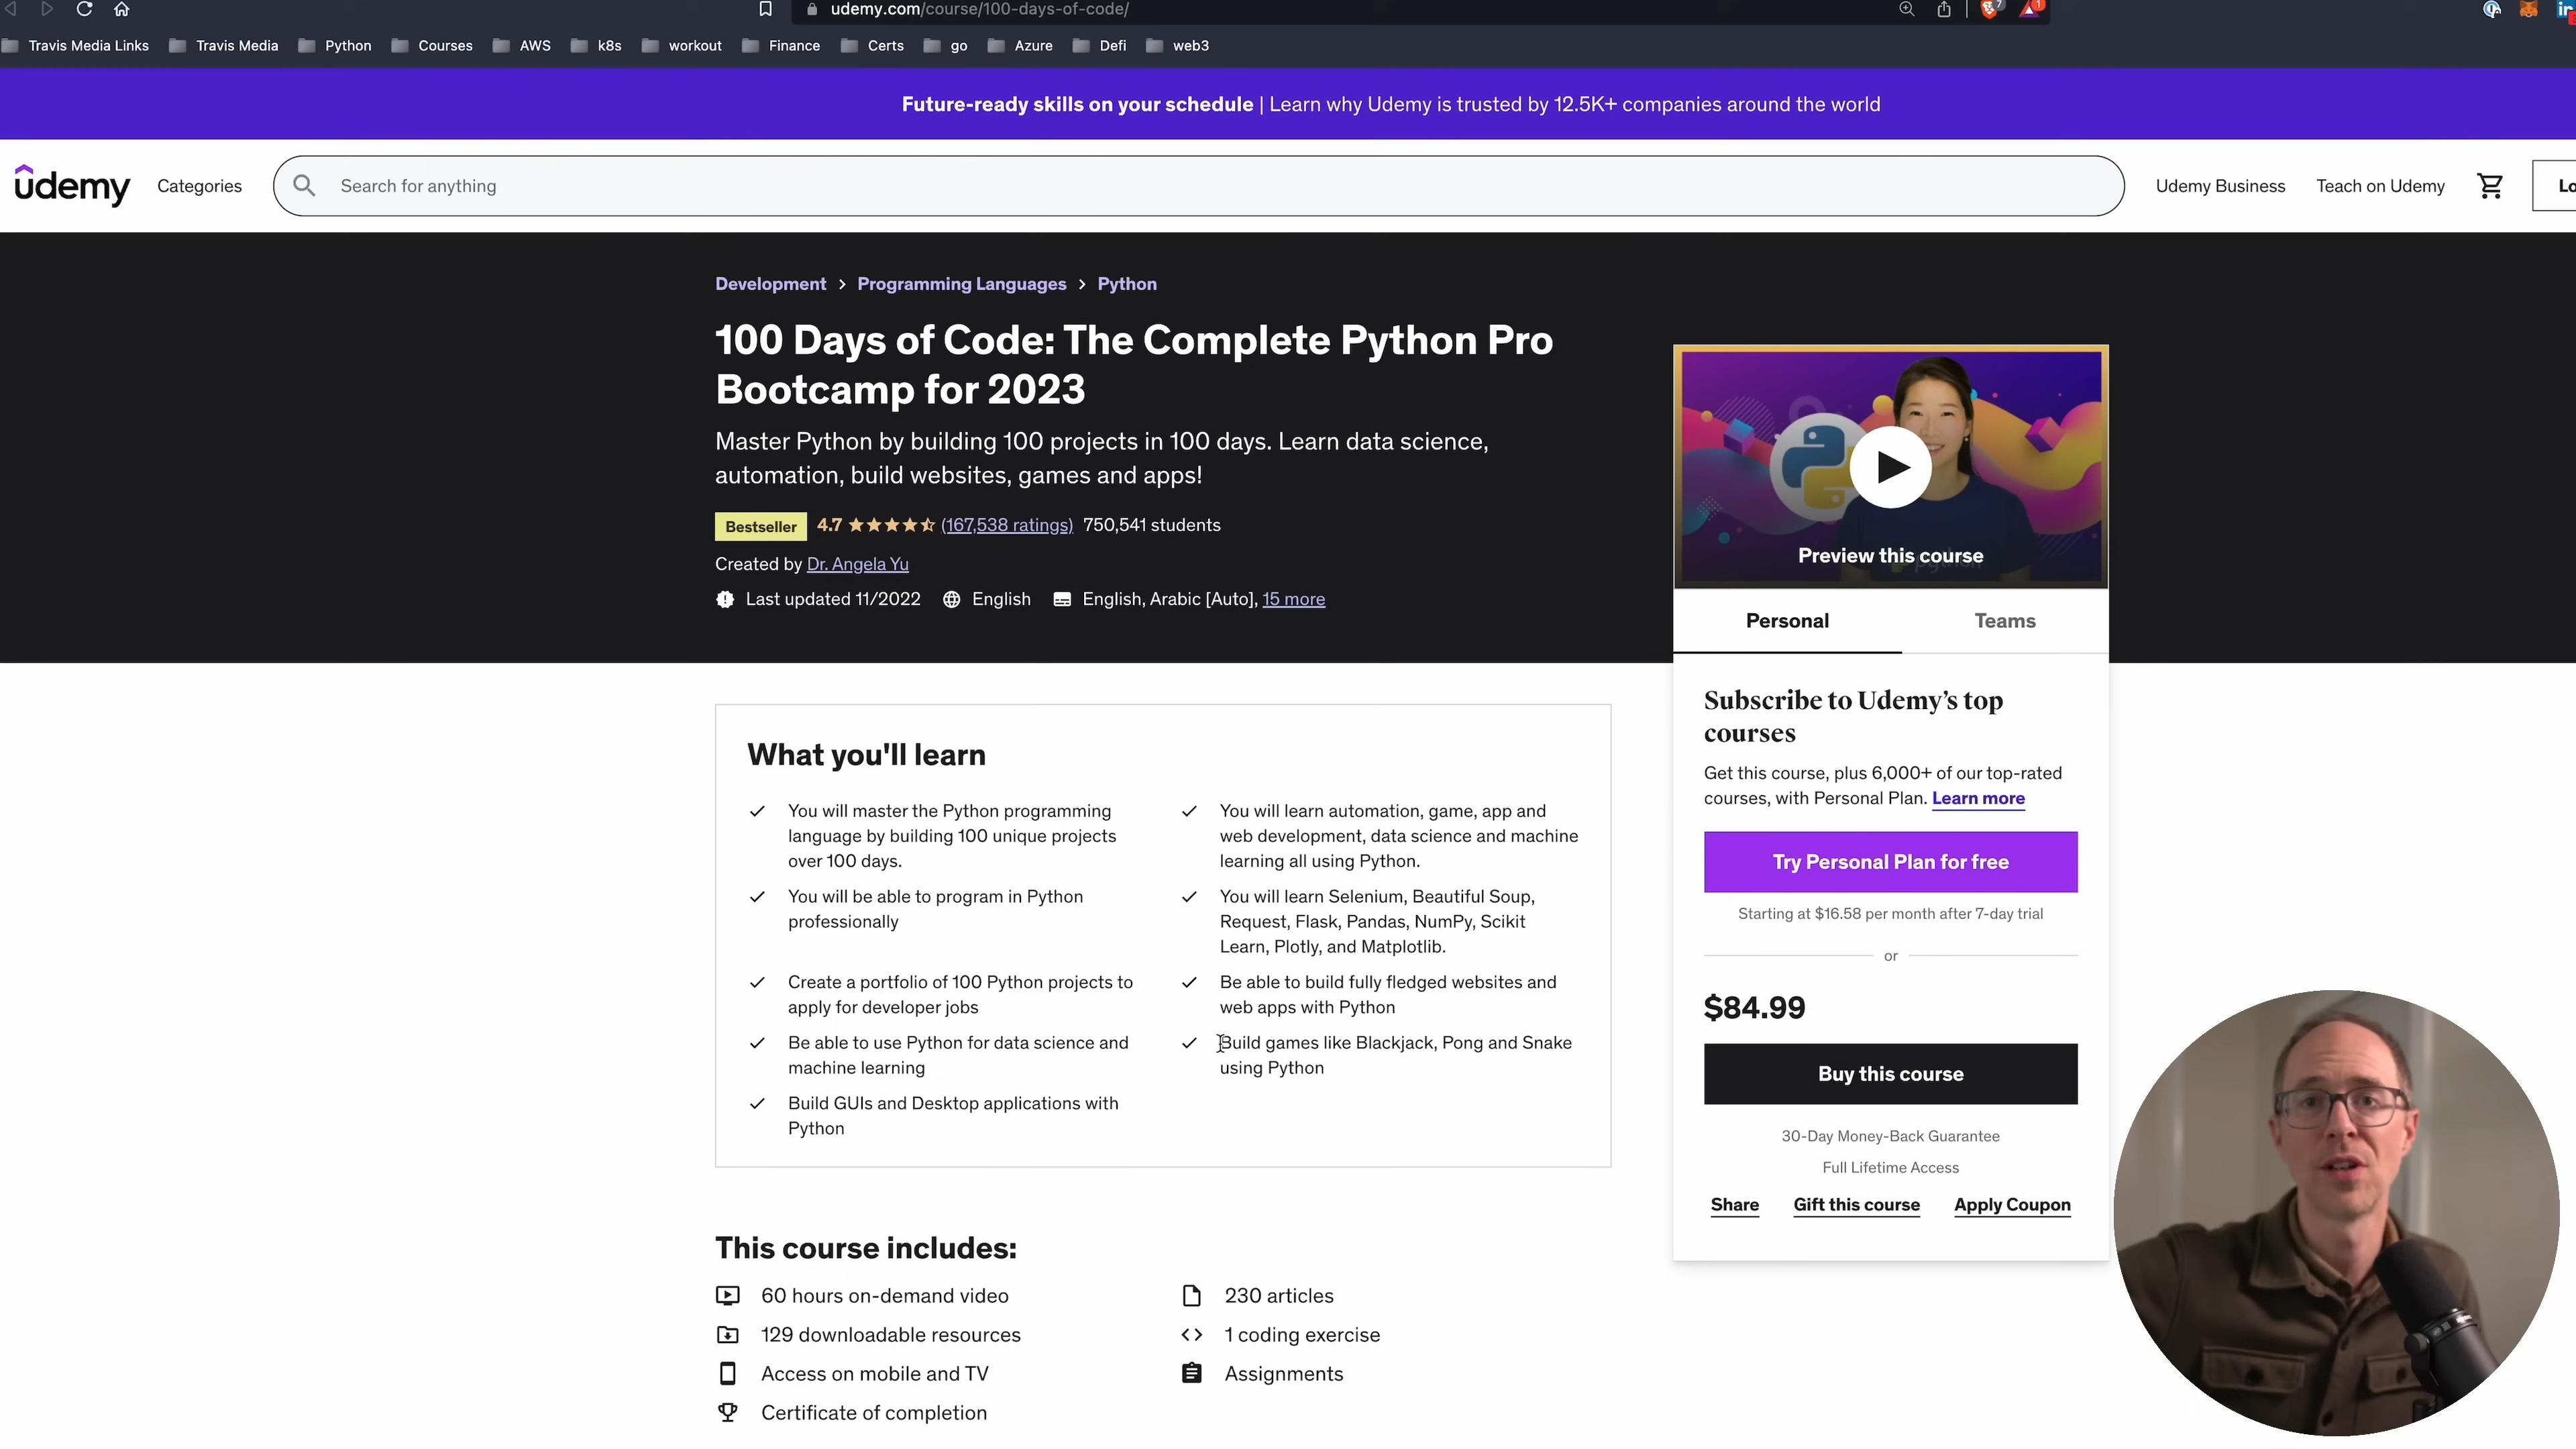 udemy.com/course/100-days-of-code/
7
1
Travis Media Links Travis Media Python Courses AWS k8s workout Finance Certs go Azure Defi web3
Future-ready skills on your schedule | Learn why Udemy is trusted by 12.5K+ companies around the world
udemy Categories Search for anything Udemy Business Teach on Udemy Lo
Development > Programming Languages > Python
100 Days of Code: The Complete Python Pro
Bootcamp for 2023
Master Python by building 100 projects in 100 days. Learn data science,
automation, build websites, games and apps!
Bestseller 4.7 (167,538 ratings) 750,541 students
Created by Dr. Angela Yu
Last updated 11/2022 English English, Arabic [Auto], 15 more
Preview this course
Personal Teams
Subscribe to Udemy's top
courses
Get this course, plus 6,000+ of our top-rated
courses, with Personal Plan. Learn more
Try Personal Plan for free
Starting at $16.58 per month after 7-day trial
or
$84.99
Buy this course
30-Day Money-Back Guarantee
Full Lifetime Access
Share Gift this course Apply Coupon
What you'll learn
You will master the Python programming
language by building 100 unique projects
over 100 days.
You will learn automation, game, app and
web development, data science and machine
learning all using Python.
You will be able to program in Python
professionally
You will learn Selenium, Beautiful Soup,
Request, Flask, Pandas, NumPy, Scikit
Learn, Plotly, and Matplotlib.
Create a portfolio of 100 Python projects to
apply for developer jobs
Be able to build fully fledged websites and
web apps with Python
Be able to use Python for data science and
machine learning
Build games like Blackjack, Pong and Snake
using Python
Build GUIs and Desktop applications with
Python
This course includes:
60 hours on-demand video
230 articles
129 downloadable resources
1 coding exercise
Access on mobile and TV
Assignments
Certificate of completion